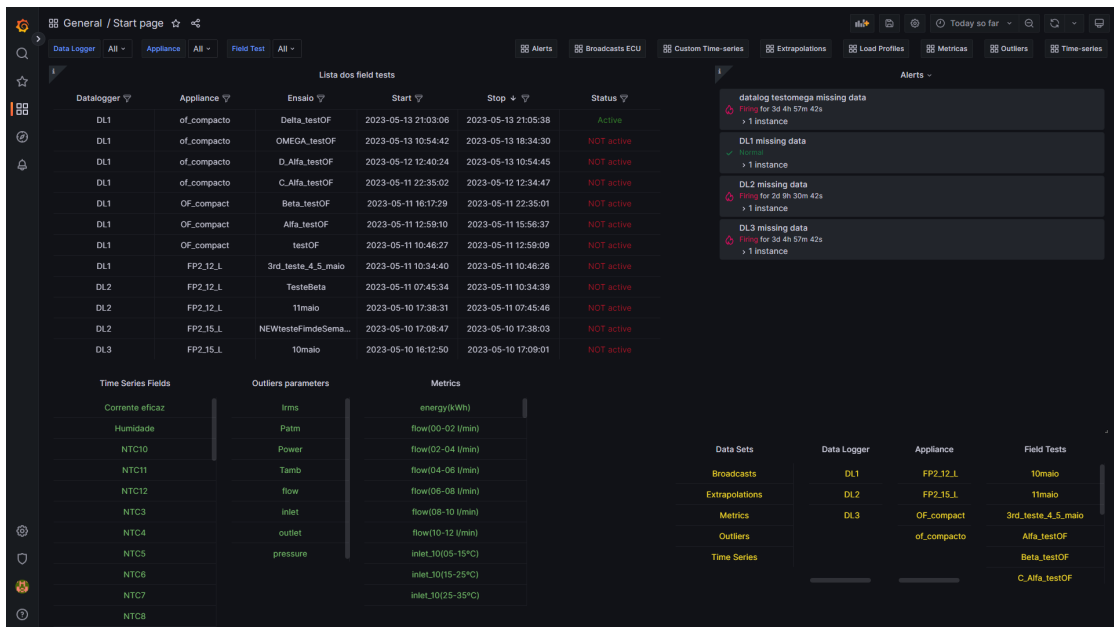 General / Start page
Today so far
Data Logger All Appliance All Field Test All
Alerts Broadcasts ECU Custom Time-series Extrapolations Load Profiles Metricas Outliers Time-series
Lista dos field tests
Datalogger Appliance Ensaio Start Stop Status
DL1 of_compacto Delta_testOF 2023-05-13 21:03:06 2023-05-13 21:05:38 Active
DL1 of_compacto OMEGA_testOF 2023-05-13 10:54:42 2023-05-13 18:34:30 NOT active
DL1 of_compacto D_Alfa_testOF 2023-05-12 12:40:24 2023-05-13 10:54:45 NOT active
DL1 of_compacto C_Alfa_testOF 2023-05-11 22:35:02 2023-05-12 12:34:47 NOT active
DL1 OF_compact Beta_testOF 2023-05-11 16:17:29 2023-05-11 22:35:01 NOT active
DL1 OF_compact Alfa_testOF 2023-05-11 12:59:10 2023-05-11 15:56:37 NOT active
DL1 OF_compact testOF 2023-05-11 10:46:27 2023-05-11 12:59:09 NOT active
DL1 FP2_12_L 3rd_teste_4_5_maio 2023-05-11 10:34:40 2023-05-11 10:46:26 NOT active
DL2 FP2_12_L TesteBeta 2023-05-11 07:45:34 2023-05-11 10:34:39 NOT active
DL2 FP2_12_L 11maio 2023-05-10 17:38:31 2023-05-11 07:45:46 NOT active
DL2 FP2_15_L NEWtesteFimdeSema... 2023-05-10 17:08:47 2023-05-10 17:38:03 NOT active
DL3 FP2_15_L 10maio 2023-05-10 16:12:50 2023-05-10 17:09:01 NOT active
Alerts
datalog testomega missing data
Firing for 3d 4h 57m 42s
> 1 instance
DL1 missing data
Normal
> 1 instance
DL2 missing data
Firing for 2d 9h 30m 42s
> 1 instance
DL3 missing data
Firing for 3d 4h 57m 42s
> 1 instance
Time Series Fields
Corrente eficaz
Humidade
NTC10
NTC11
NTC12
NTC3
NTC4
NTC5
NTC6
NTC7
NTC8
Outliers parameters
Irms
Patm
Power
Tamb
flow
inlet
outlet
pressure
Metrics
energy(kWh)
flow(00-02 l/min)
flow(02-04 l/min)
flow(04-06 l/min)
flow(06-08 l/min)
flow(08-10 l/min)
flow(10-12 l/min)
inlet_10(05-15ºC)
inlet_10(15-25ºC)
inlet_10(25-35ºC)
Data Sets
Broadcasts
Extrapolations
Metrics
Outliers
Time Series
Data Logger
DL1
DL2
DL3
Appliance
FP2_12_L
FP2_15_L
OF_compact
of_compacto
Field Tests
10maio
11maio
3rd_teste_4_5_maio
Alfa_testOF
Beta_testOF
C_Alfa_testOF